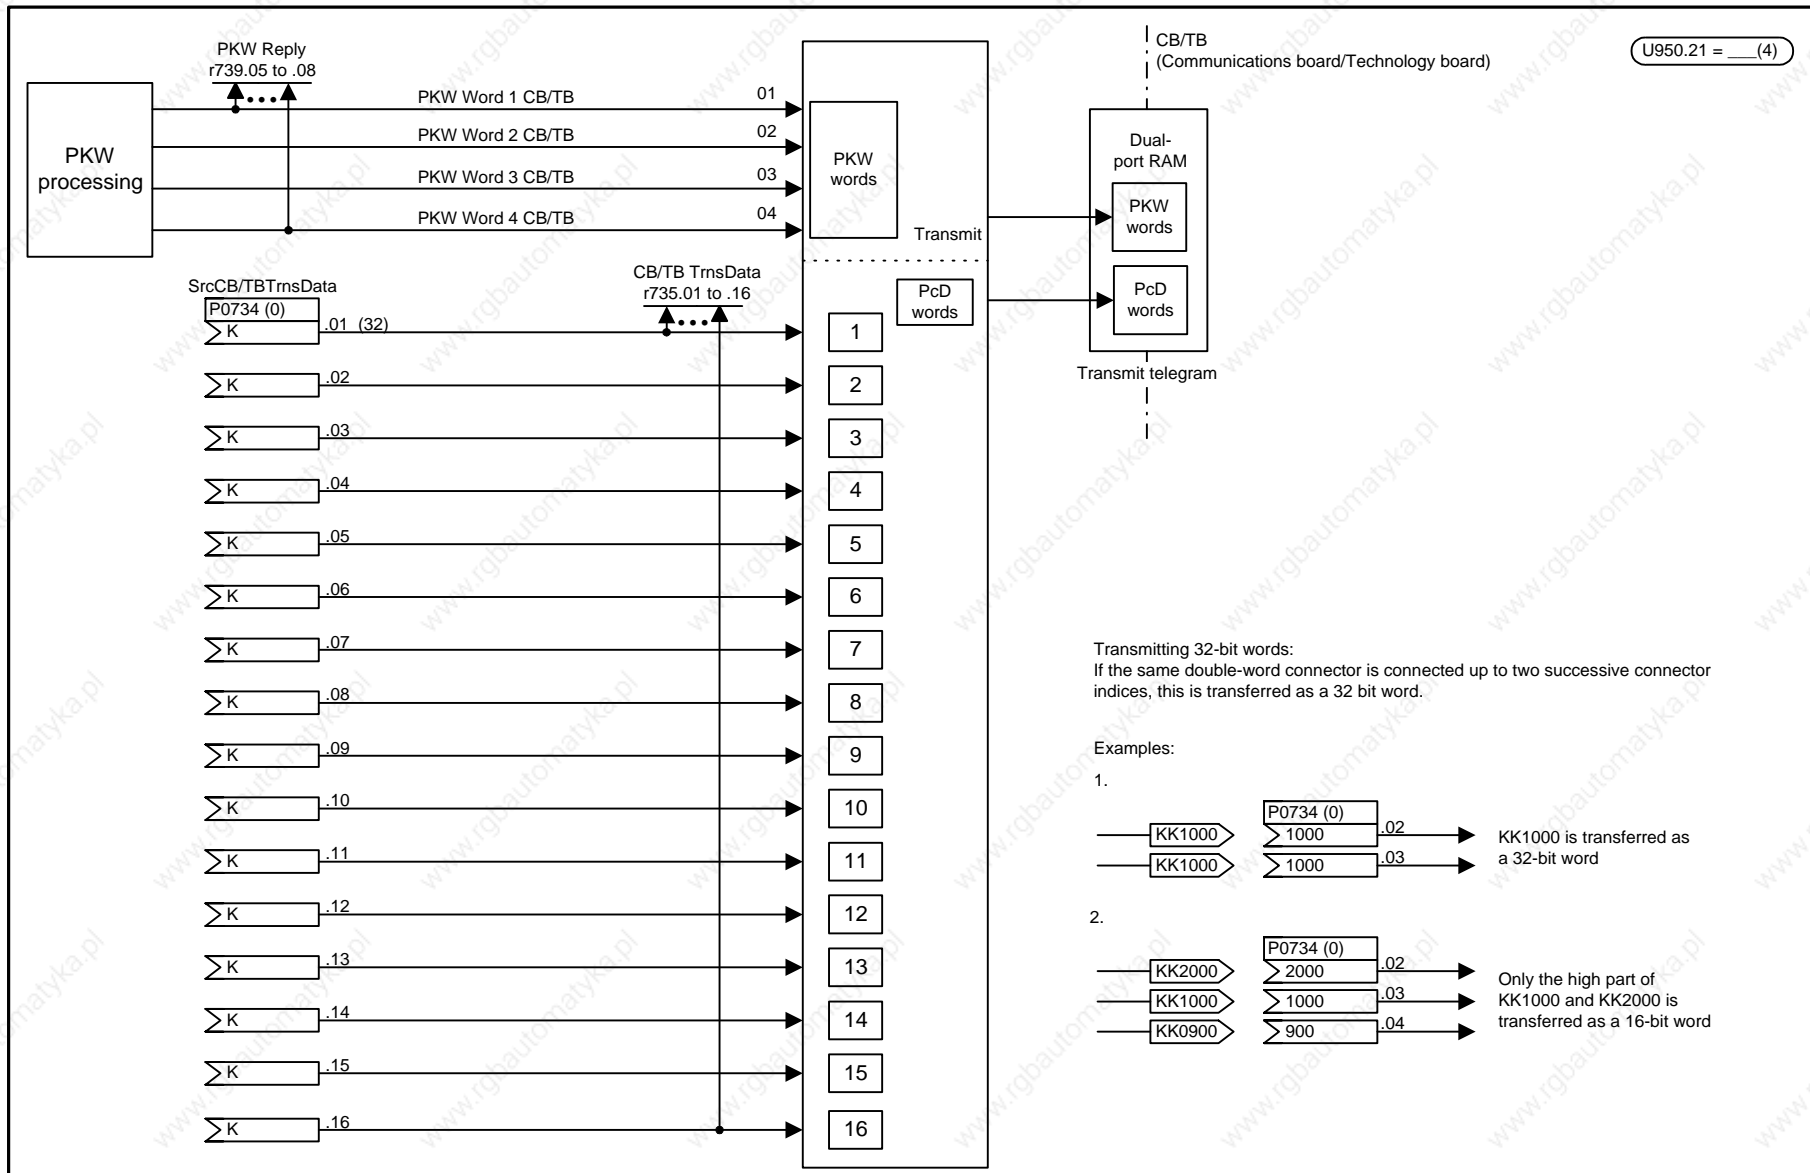 PKW Reply
r739.05 to .08
CB/TB
(Communications board/Technology board)
U950.21 = ___(4)
PKW
processing
PKW Word 1 CB/TB 01
PKW Word 2 CB/TB 02
PKW Word 3 CB/TB 03
PKW Word 4 CB/TB 04
PKW
words
Transmit
Dual-
port RAM
PKW
words
PcD
words
PcD
words
Transmit telegram
SrcCB/TBTrnsData
P0734 (0)
CB/TB TrnsData
r735.01 to .16
K .01 (32) 1
K .02 2
K .03 3
K .04 4
K .05 5
K .06 6
K .07 7
K .08 8
K .09 9
K .10 10
K .11 11
K .12 12
K .13 13
K .14 14
K .15 15
K .16 16
Transmitting 32-bit words:
If the same double-word connector is connected up to two successive connector
indices, this is transferred as a 32 bit word.
Examples:
1.
P0734 (0)
KK1000 1000 .02
KK1000 1000 .03
KK1000 is transferred as
a 32-bit word
2.
P0734 (0)
KK2000 2000 .02
KK1000 1000 .03
KK0900 900 .04
Only the high part of
KK1000 and KK2000 is
transferred as a 16-bit word
www.rgbautomatyka.pl